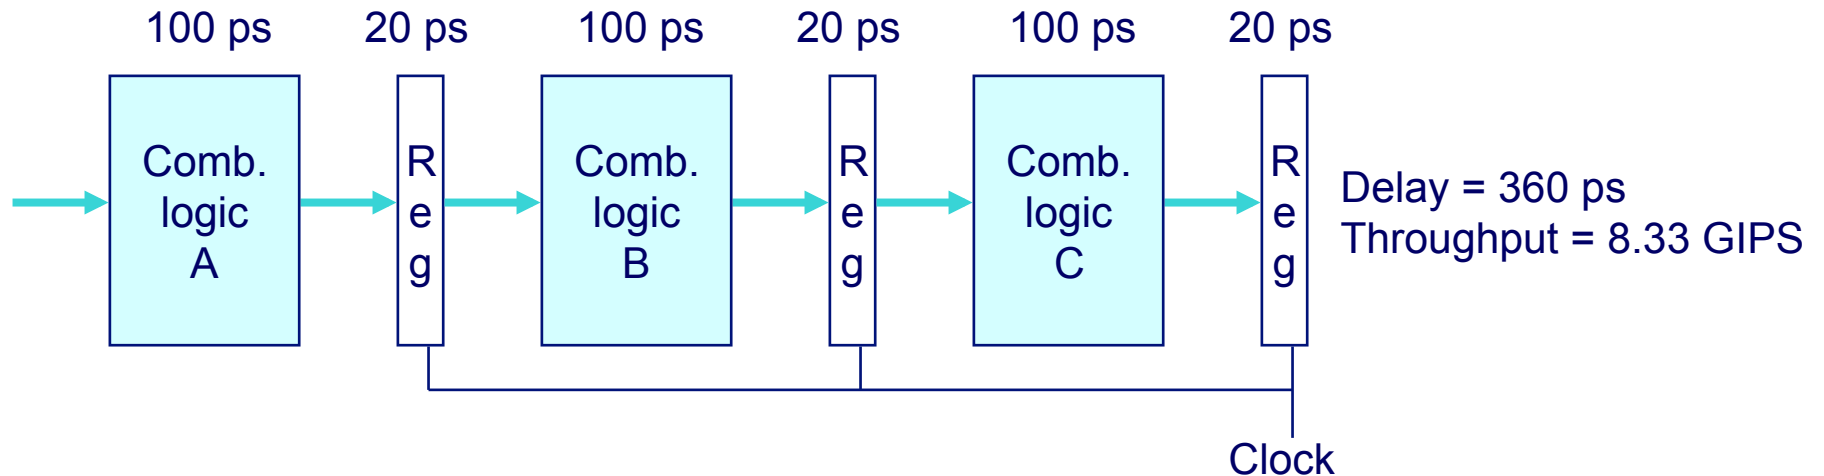 100 ps 20 ps 100 ps 20 ps 100 ps 20 ps
Comb.
logic
A
R
e
g
Comb.
logic
B
R
e
g
Comb.
logic
C
R
e
g
Delay = 360 ps
Throughput = 8.33 GIPS
Clock